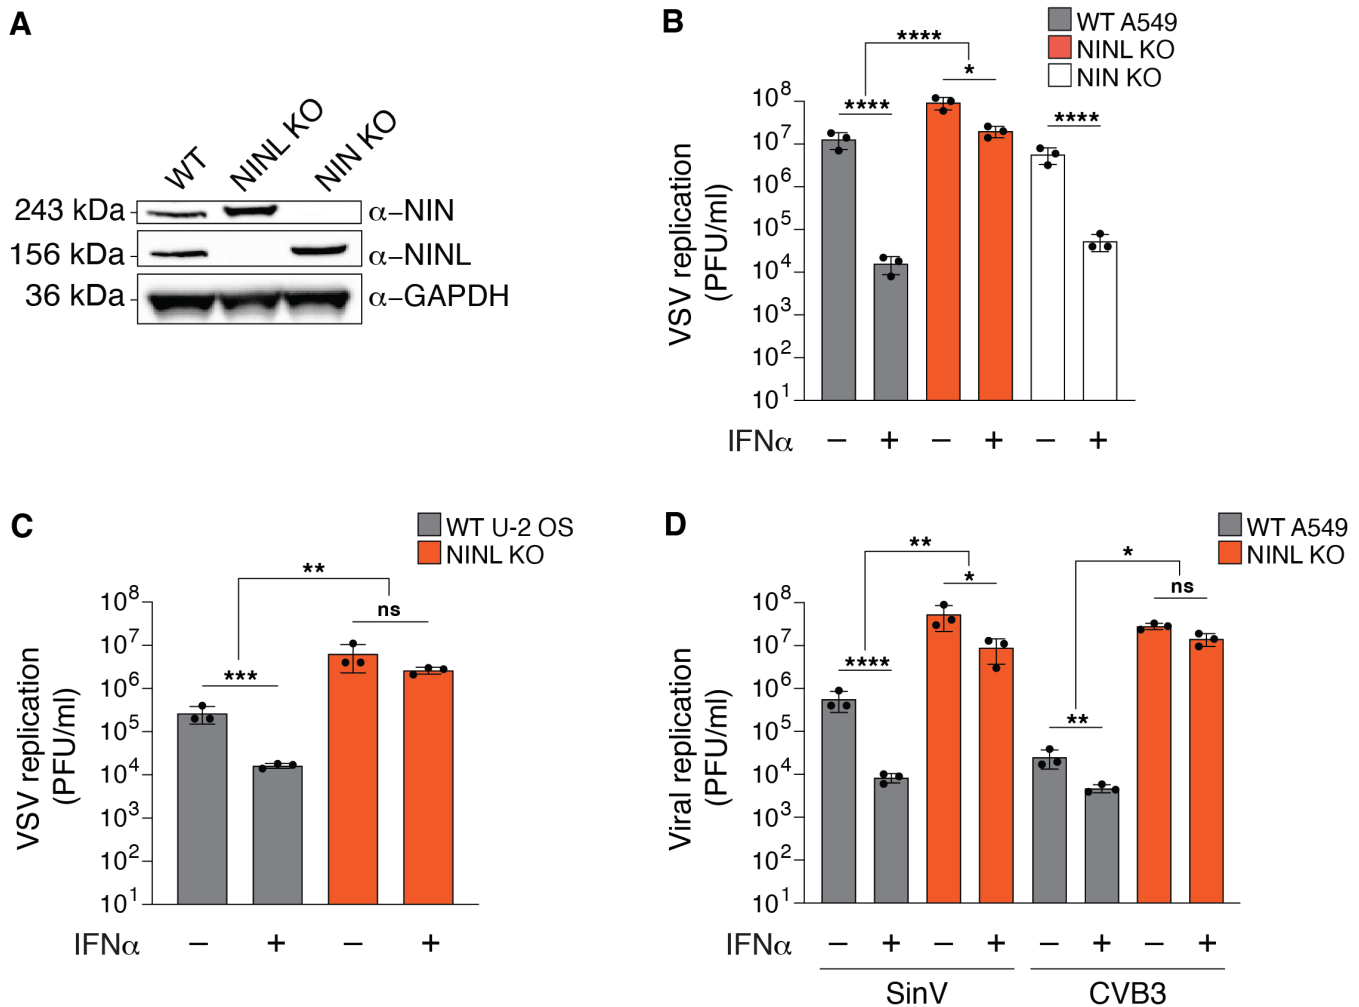 A
WT
NINL KO
NIN KO
243 kDa
α–NIN
156 kDa
α–NINL
36 kDa
α–GAPDH
B
WT A549
NINL KO
NIN KO
****
****
*
****
VSV replication
(PFU/ml)
10⁸
10⁷
10⁶
10⁵
10⁴
10³
10²
10¹
IFNα – + – + – +
C
WT U-2 OS
NINL KO
**
ns
***
VSV replication
(PFU/ml)
10⁸
10⁷
10⁶
10⁵
10⁴
10³
10²
10¹
IFNα – + – +
D
WT A549
NINL KO
**
*
*
ns
****
**
Viral replication
(PFU/ml)
10⁸
10⁷
10⁶
10⁵
10⁴
10³
10²
10¹
IFNα – + – + – + – +
SinV CVB3